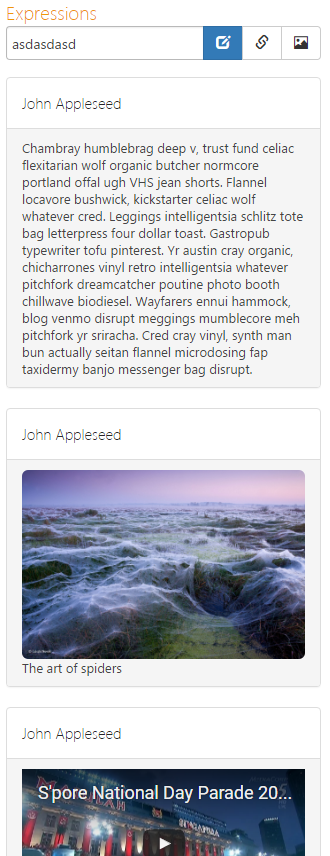 Expressions
asdasdasd
John Appleseed
Chambray humblebrag deep v, trust fund celiac
flexitarian wolf organic butcher normcore
portland offal ugh VHS jean shorts. Flannel
locavore bushwick, kickstarter celiac wolf
whatever cred. Leggings intelligentsia schlitz tote
bag letterpress four dollar toast. Gastropub
typewriter tofu pinterest. Yr austin cray organic,
chicharrones vinyl retro intelligentsia whatever
pitchfork dreamcatcher poutine photo booth
chillwave biodiesel. Wayfarers ennui hammock,
blog venmo disrupt meggings mumblecore meh
pitchfork yr sriracha. Cred cray vinyl, synth man
bun actually seitan flannel microdosing fap
taxidermy banjo messenger bag disrupt.
John Appleseed
The art of spiders
John Appleseed
S'pore National Day Parade 20...